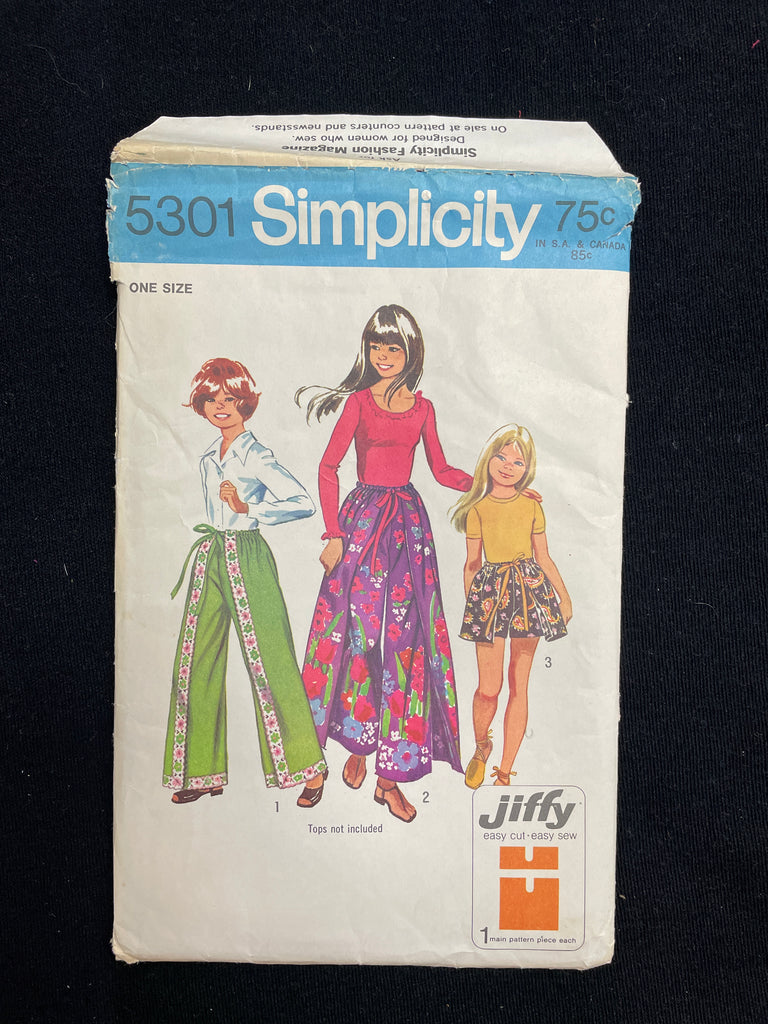 On sale at pattern counters and newsstands.
Designed for women who sew.
Simplicity Fashion Magazine
Ask for
5301 Simplicity 75¢
IN S.A. & CANADA
85¢
ONE SIZE
3
1
2
Tops not included
jiffy
easy cut·easy sew
1 main pattern piece each